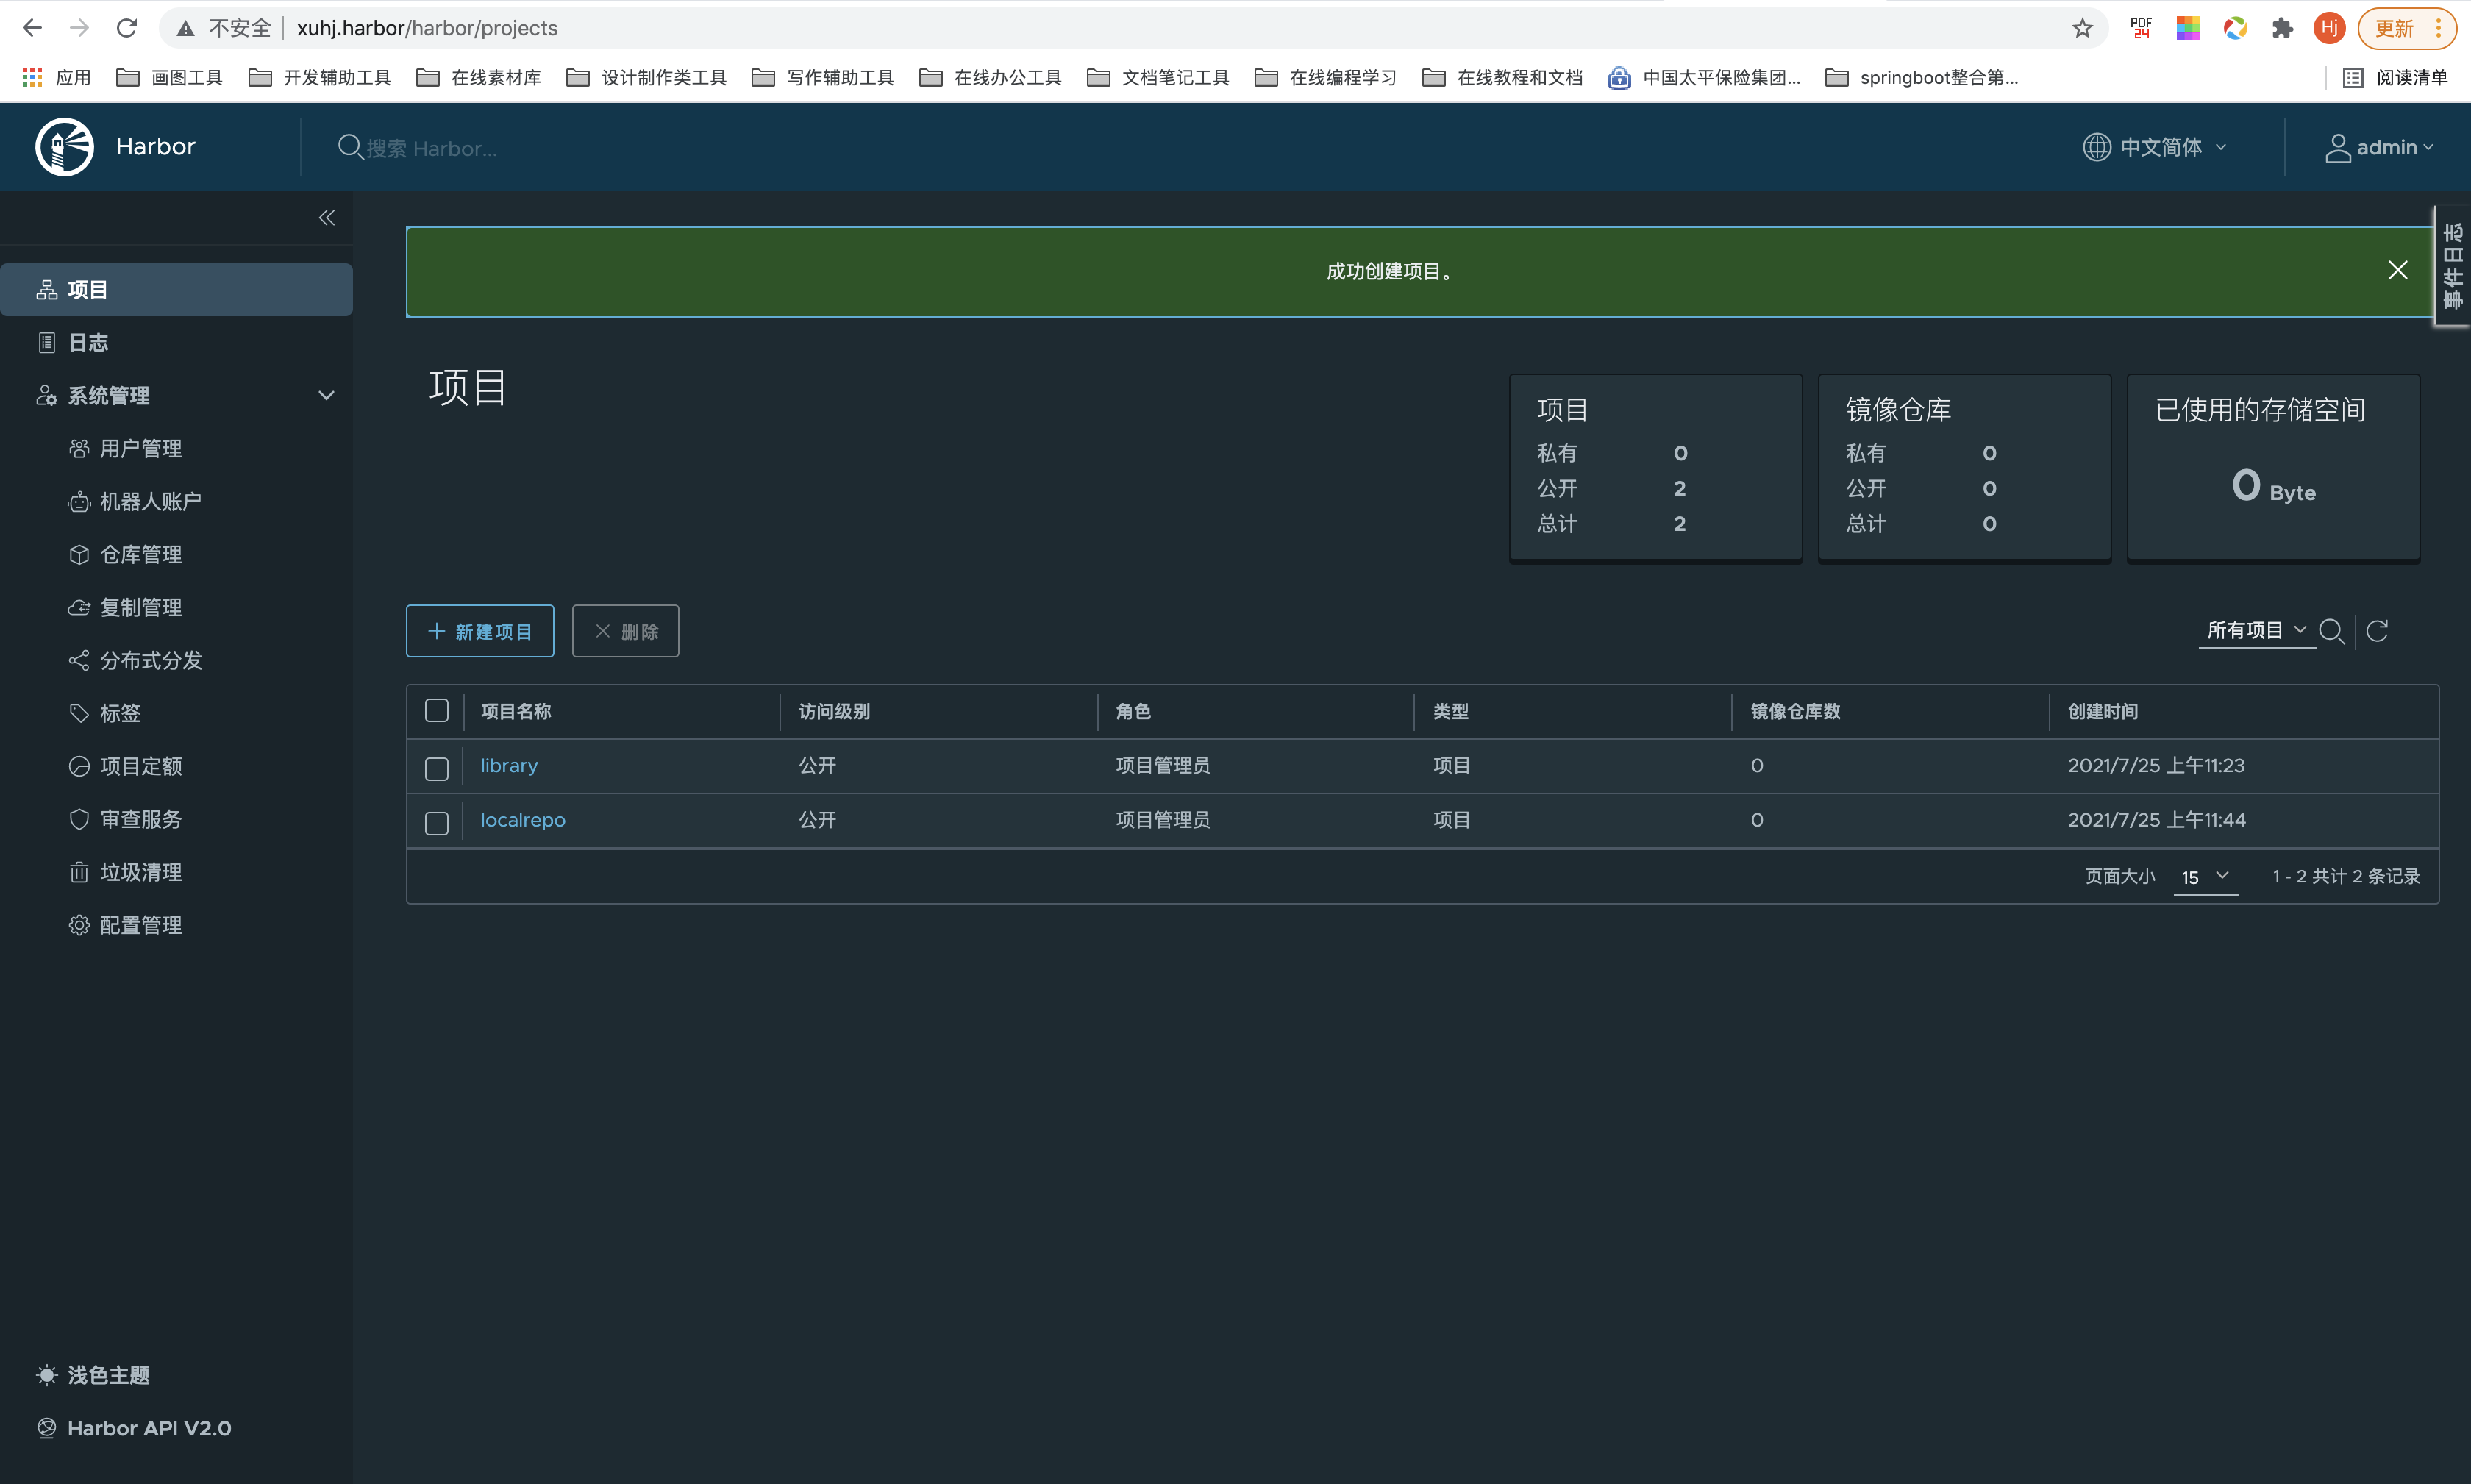 不安全 xuhj.harbor/harbor/projects PDF 24 Hj 更新
应用 画图工具 开发辅助工具 在线素材库 设计制作类工具 写作辅助工具 在线办公工具 文档笔记工具 在线编程学习 在线教程和文档 中国太平保险集团... springboot整合第... 阅读清单
Harbor 搜索 Harbor... 中文简体 admin
成功创建项目。
事件日志
项目
日志
系统管理
用户管理
机器人账户
仓库管理
复制管理
分布式分发
标签
项目定额
审查服务
垃圾清理
配置管理
浅色主题
Harbor API V2.0
项目
项目
私有 0
公开 2
总计 2
镜像仓库
私有 0
公开 0
总计 0
已使用的存储空间
0 Byte
新建项目 删除 所有项目
项目名称 访问级别 角色 类型 镜像仓库数 创建时间
library 公开 项目管理员 项目 0 2021/7/25 上午11:23
localrepo 公开 项目管理员 项目 0 2021/7/25 上午11:44
页面大小 15 1 - 2 共计 2 条记录